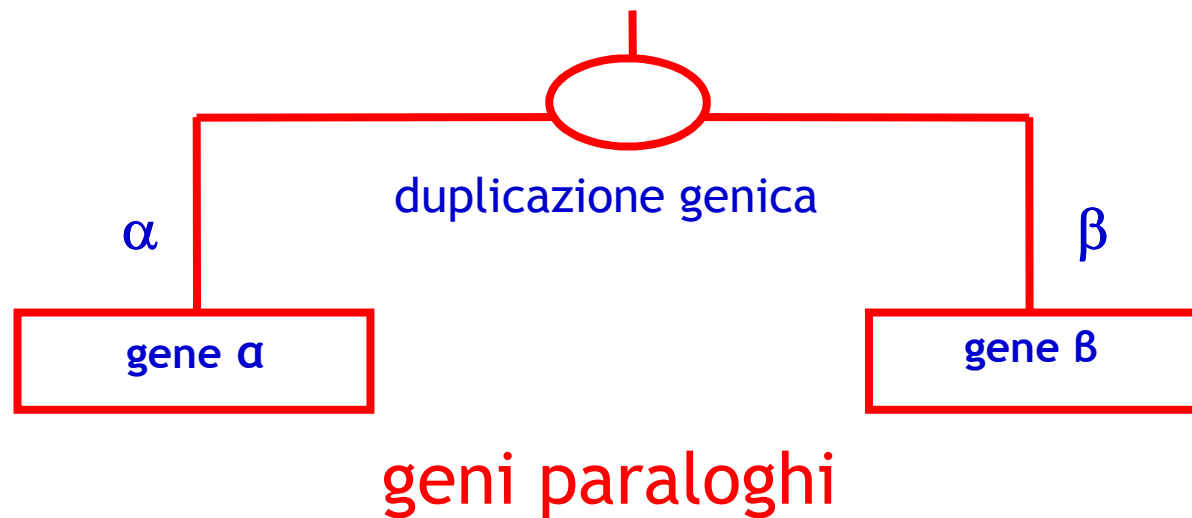 duplicazione genica
α β
gene α gene β
geni paraloghi